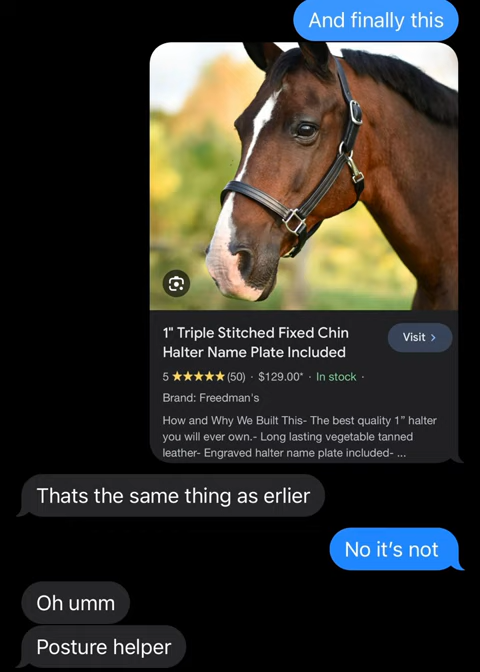 And finally this
1" Triple Stitched Fixed Chin
Halter Name Plate Included
Visit >
5 ★★★★★ (50) · $129.00* · In stock ·
Brand: Freedman's
How and Why We Built This- The best quality 1” halter
you will ever own.- Long lasting vegetable tanned
leather- Engraved halter name plate included- ...
Thats the same thing as erlier
No it’s not
Oh umm
Posture helper